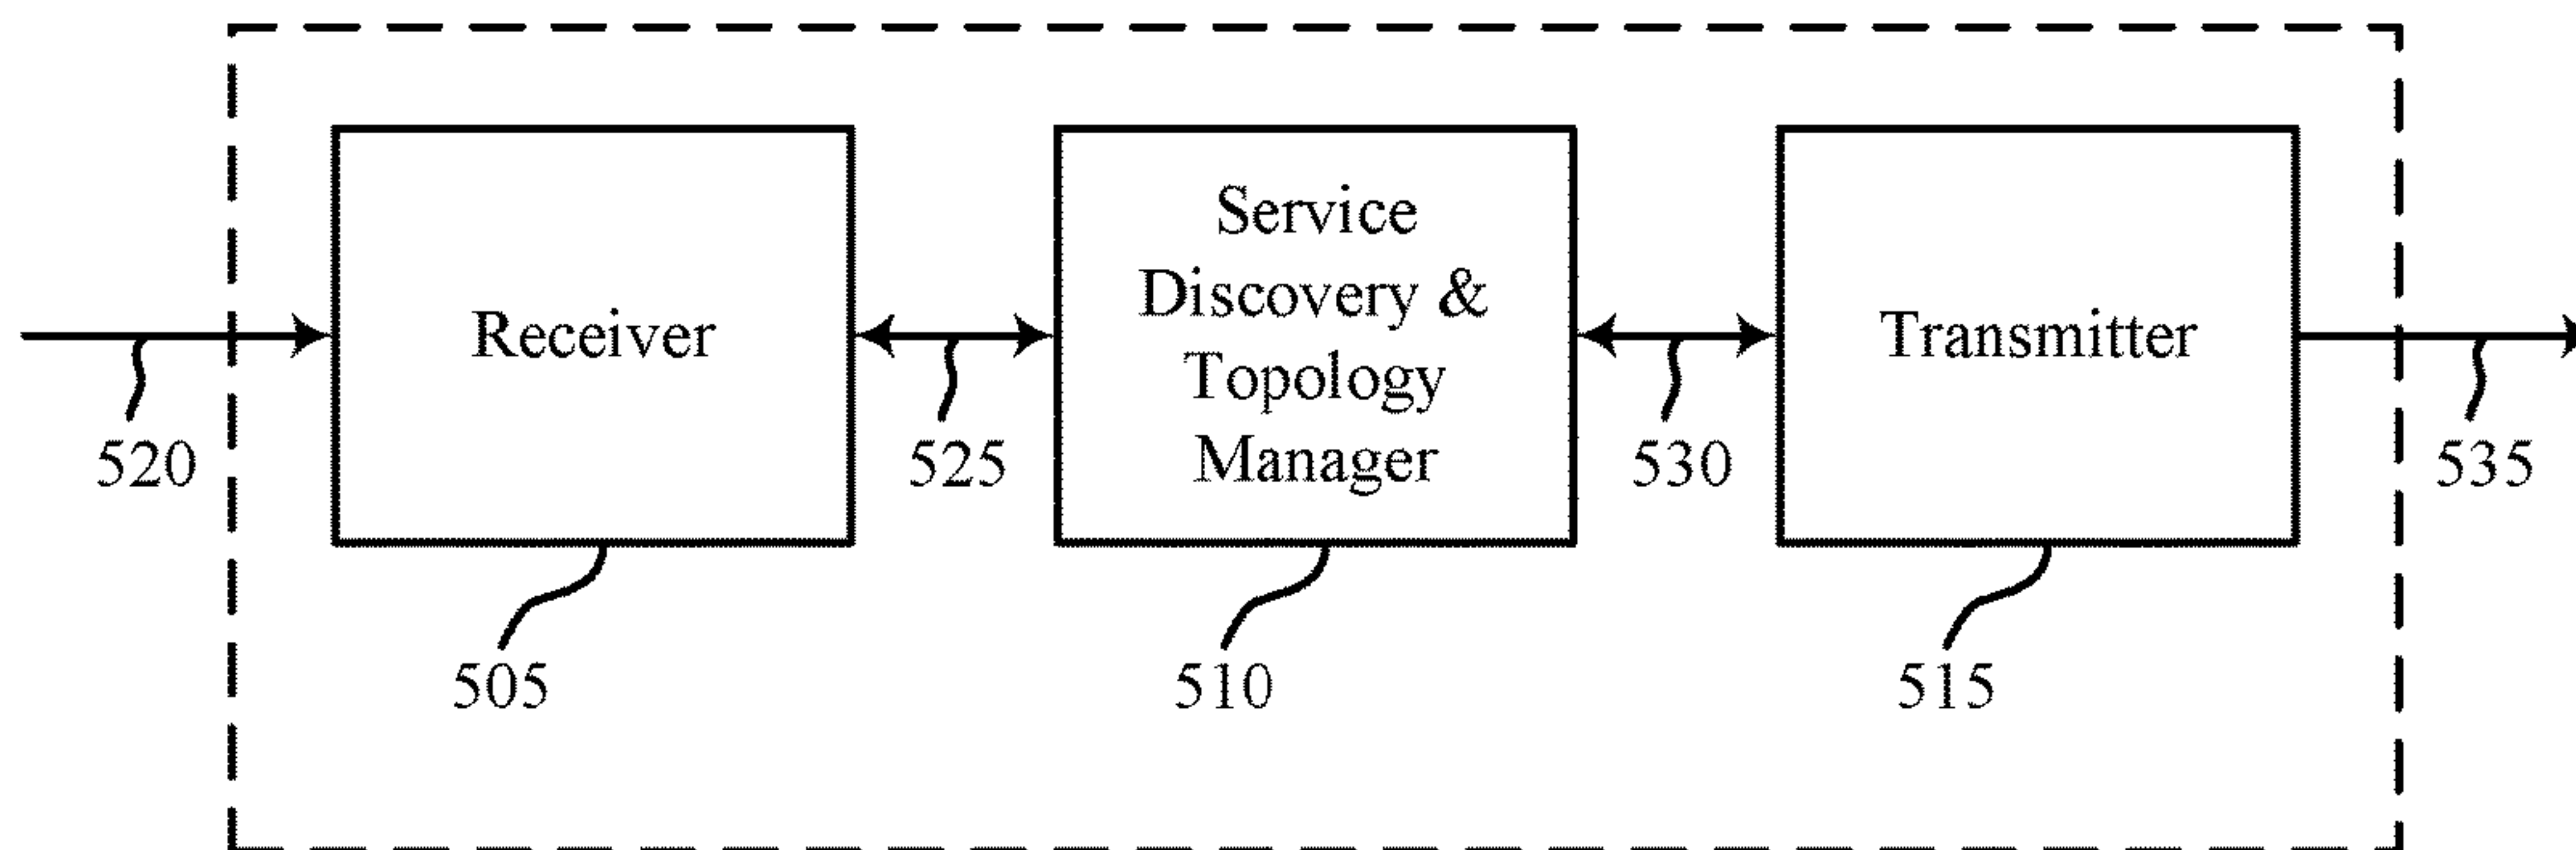 Receiver
Service
Discovery &
Topology
Manager
Transmitter
520
525
530
535
505
510
515